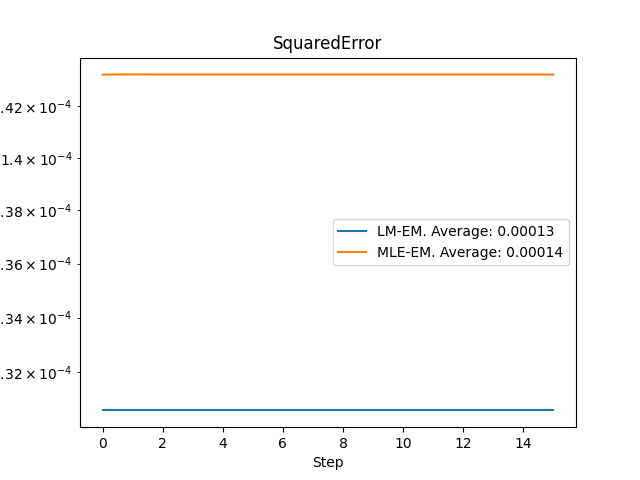 SquaredError
.42 × 10⁻⁴
1.4 × 10⁻⁴
.38 × 10⁻⁴
.36 × 10⁻⁴
.34 × 10⁻⁴
.32 × 10⁻⁴
LM-EM. Average: 0.00013
MLE-EM. Average: 0.00014
0 2 4 6 8 10 12 14
Step